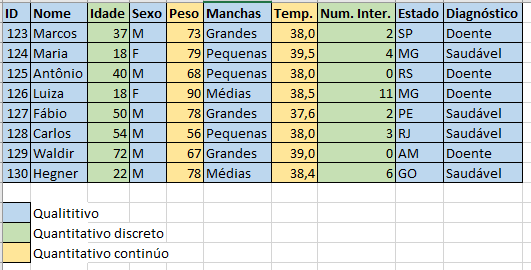 ID Nome Idade Sexo Peso Manchas Temp. Num. Inter. Estado Diagnóstico
123 Marcos 37 M 73 Grandes 38,0 2 SP Doente
124 Maria 18 F 79 Pequenas 39,5 4 MG Saudável
125 Antônio 40 M 68 Pequenas 38,0 0 RS Doente
126 Luiza 18 F 90 Médias 38,5 11 MG Doente
127 Fábio 50 M 78 Grandes 37,6 2 PE Saudável
128 Carlos 54 M 56 Pequenas 38,0 3 RJ Saudável
129 Waldir 72 M 67 Grandes 39,0 0 AM Doente
130 Hegner 22 M 78 Médias 38,4 6 GO Saudável
Qualititivo
Quantitativo discreto
Quantitativo continúo